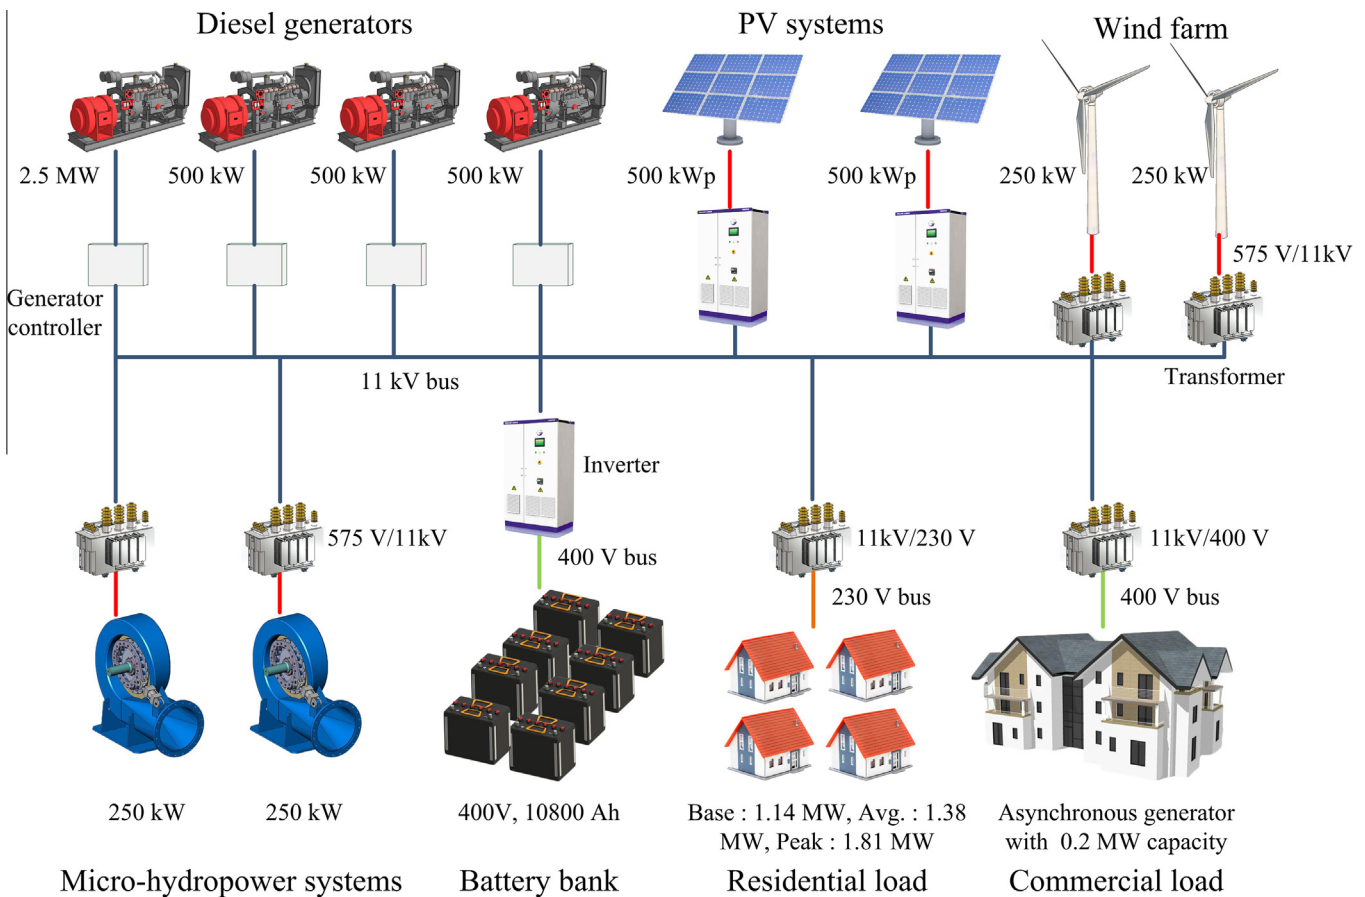 Diesel generators
PV systems
Wind farm
2.5 MW
500 kW
500 kW
500 kW
500 kWp
500 kWp
250 kW
250 kW
575 V/11kV
Generator
controller
11 kV bus
Transformer
Inverter
575 V/11kV
400 V bus
11kV/230 V
11kV/400 V
230 V bus
400 V bus
250 kW
250 kW
400V, 10800 Ah
Base : 1.14 MW, Avg. : 1.38
MW, Peak : 1.81 MW
Asynchronous generator
with 0.2 MW capacity
Micro-hydropower systems
Battery bank
Residential load
Commercial load